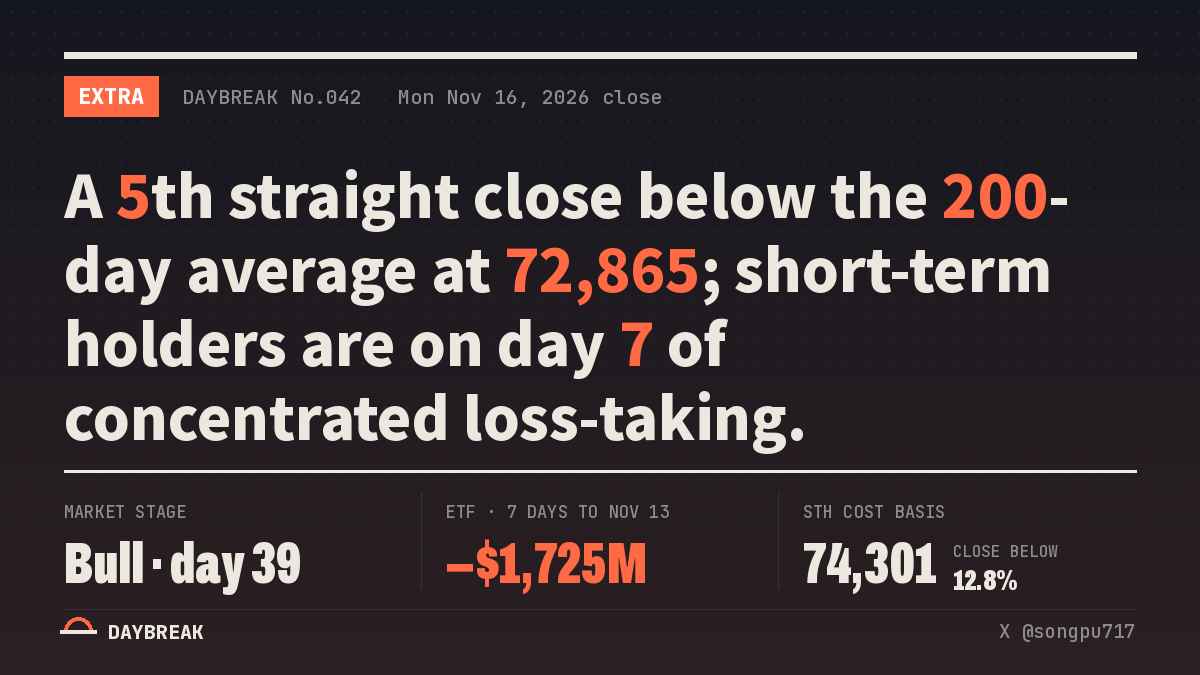 EXTRA DAYBREAK No.042 Mon Nov 16, 2026 close
A 5th straight close below the 200-
day average at 72,865; short-term
holders are on day 7 of
concentrated loss-taking.
MARKET STAGE
Bull · day 39
ETF · 7 DAYS TO NOV 13
−$1,725M
STH COST BASIS
74,301
CLOSE BELOW
12.8%
DAYBREAK
X @songpu717